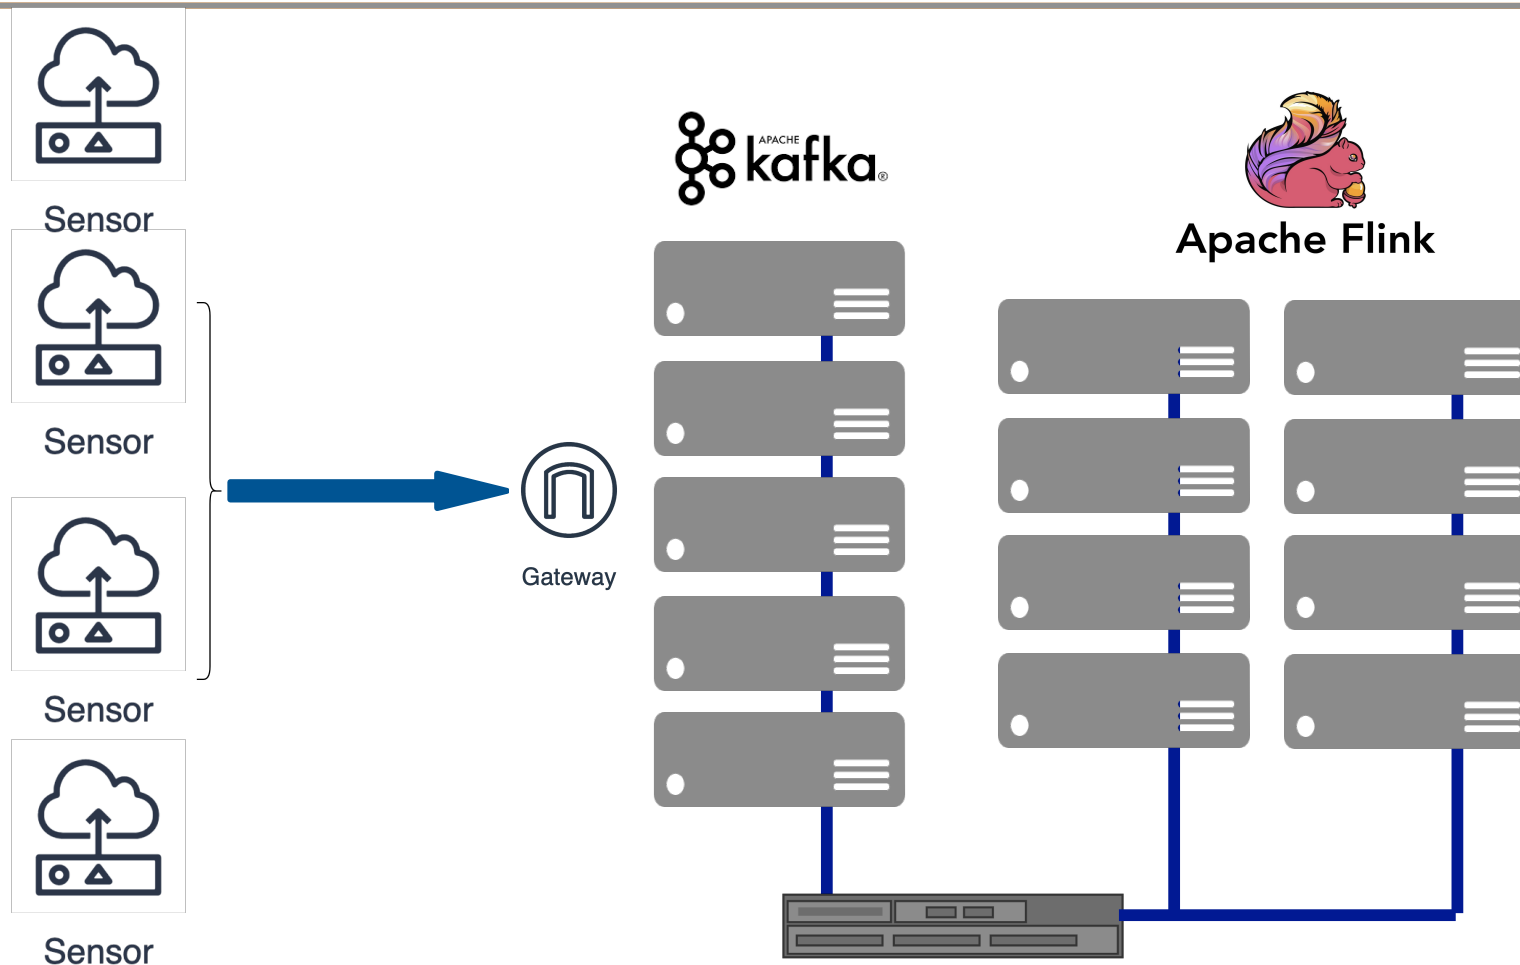 Sensor
Sensor
Sensor
Sensor
Gateway
APACHE
kafka®
Apache Flink